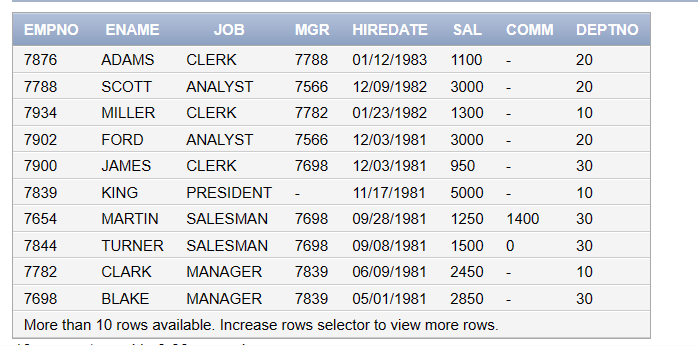 EMPNO ENAME JOB MGR HIREDATE SAL COMM DEPTNO
7876 ADAMS CLERK 7788 01/12/1983 1100 - 20
7788 SCOTT ANALYST 7566 12/09/1982 3000 - 20
7934 MILLER CLERK 7782 01/23/1982 1300 - 10
7902 FORD ANALYST 7566 12/03/1981 3000 - 20
7900 JAMES CLERK 7698 12/03/1981 950 - 30
7839 KING PRESIDENT - 11/17/1981 5000 - 10
7654 MARTIN SALESMAN 7698 09/28/1981 1250 1400 30
7844 TURNER SALESMAN 7698 09/08/1981 1500 0 30
7782 CLARK MANAGER 7839 06/09/1981 2450 - 10
7698 BLAKE MANAGER 7839 05/01/1981 2850 - 30
More than 10 rows available. Increase rows selector to view more rows.